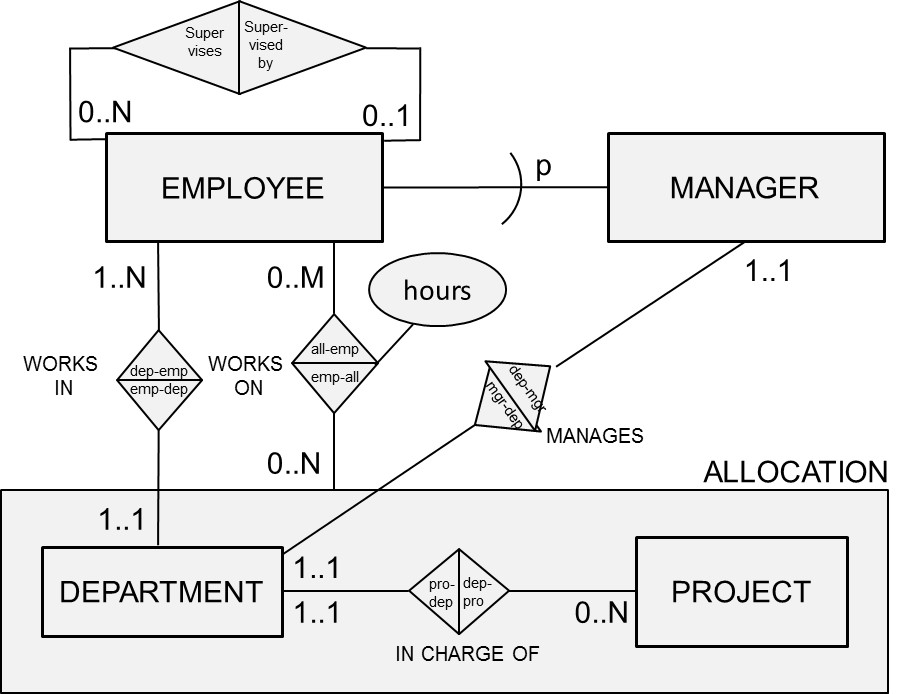 Super
vises
Super-
vised
by
0..N
0..1
EMPLOYEE
p
MANAGER
1..N
0..M
1..1
hours
WORKS
IN
dep-emp
emp-dep
WORKS
ON
all-emp
emp-all
dep-mgr
mgr-dep
MANAGES
0..N
ALLOCATION
1..1
DEPARTMENT
1..1
1..1
pro-
dep
dep-
pro
0..N
PROJECT
IN CHARGE OF